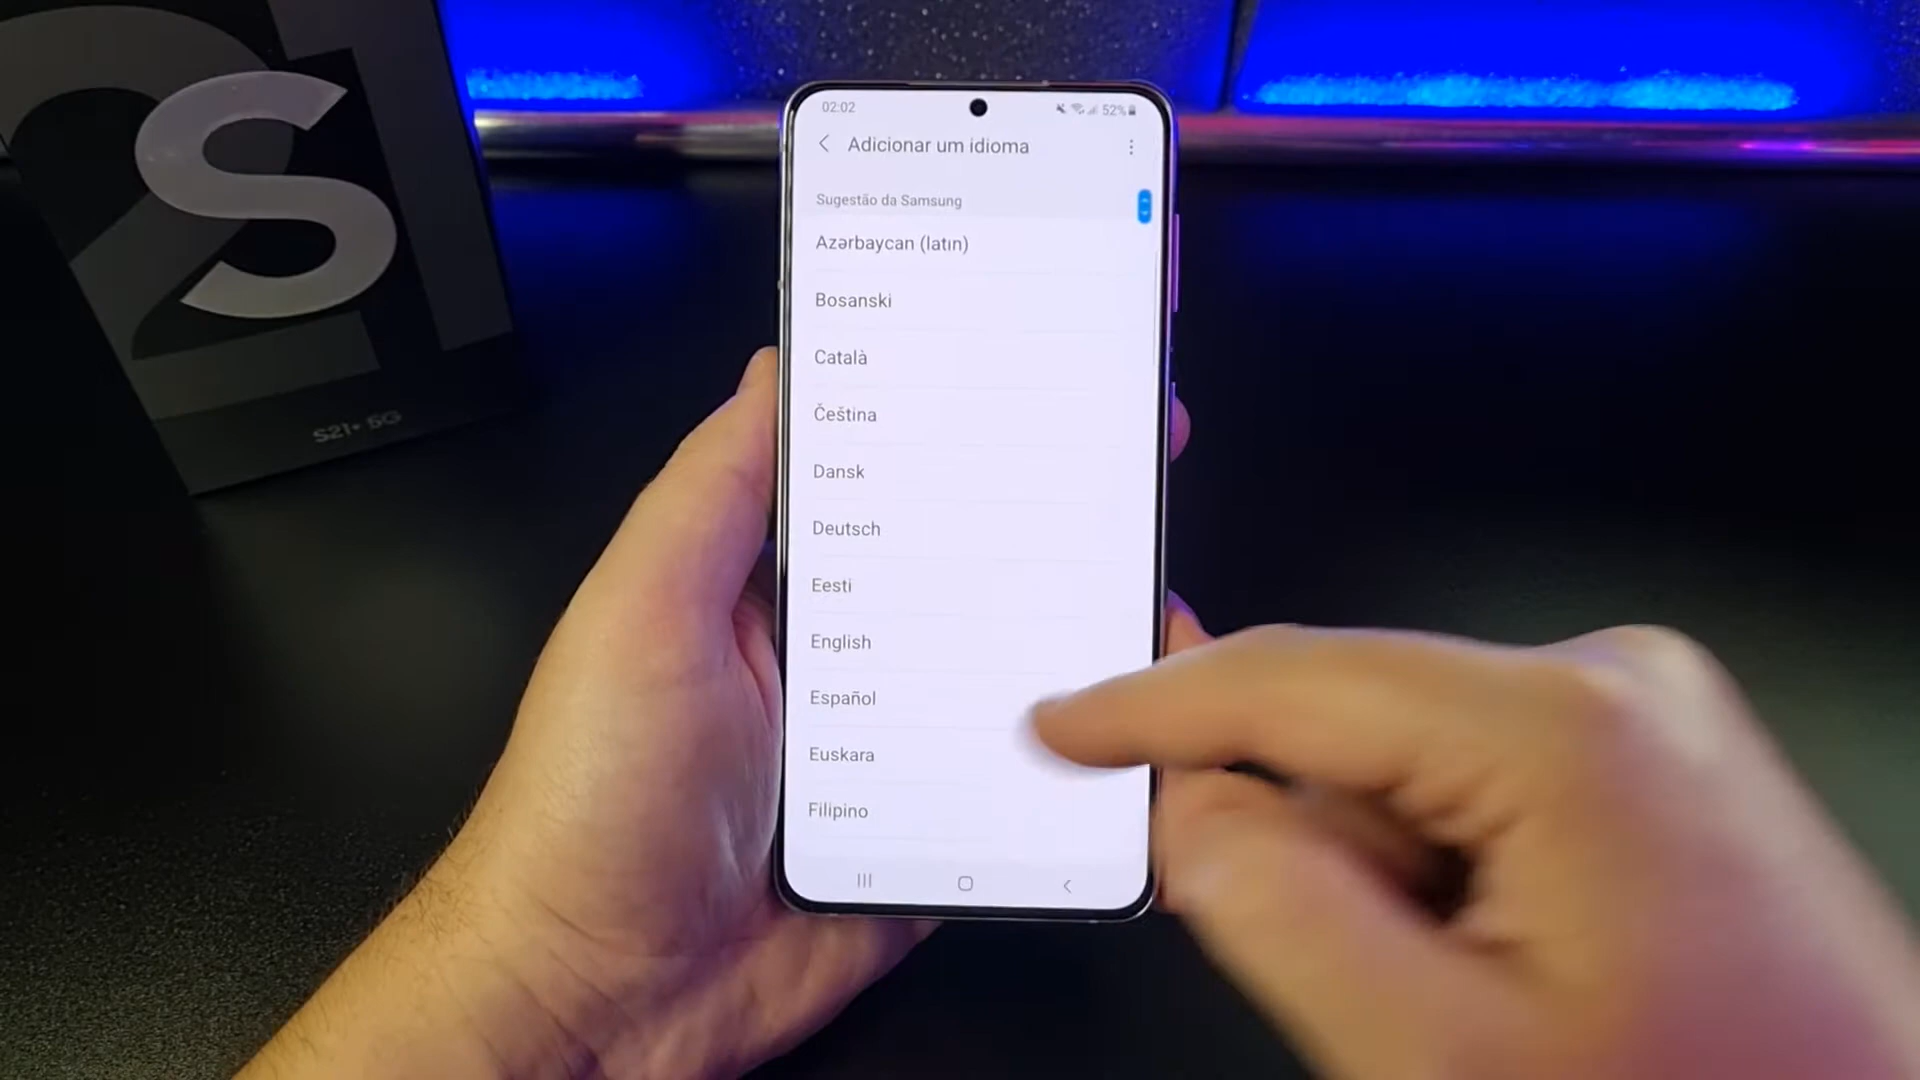 S21
S21+ 5G
02:02
52%
Adicionar um idioma
Sugestão da Samsung
Azərbaycan (latın)
Bosanski
Català
Čeština
Dansk
Deutsch
Eesti
English
Español
Euskara
Filipino